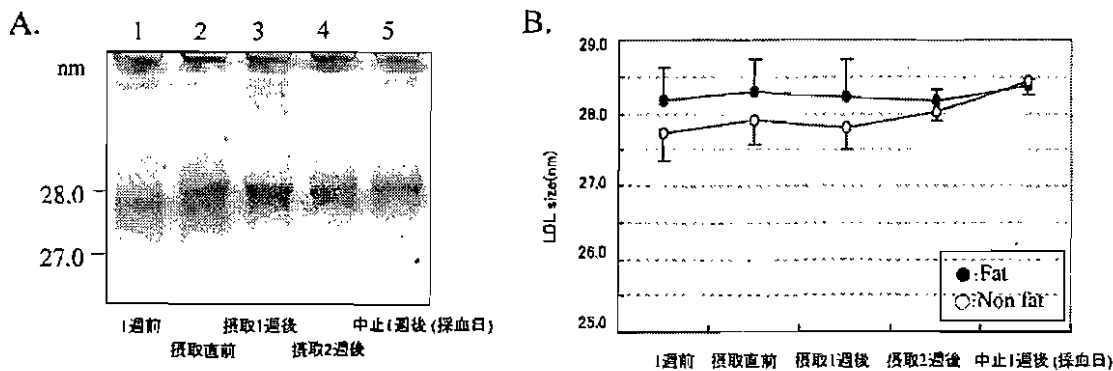 A.
1 2 3 4 5
nm
28.0
27.0
1週前 摂取1週後 中止1週後 (採血日)
摂取直前 摂取2週後
B.
29.0
28.0
27.0
26.0
25.0
LDL size(nm)
●:Fat
○:Non fat
1週前 摂取直前 摂取1週後 摂取2週後 中止1週後 (採血日)